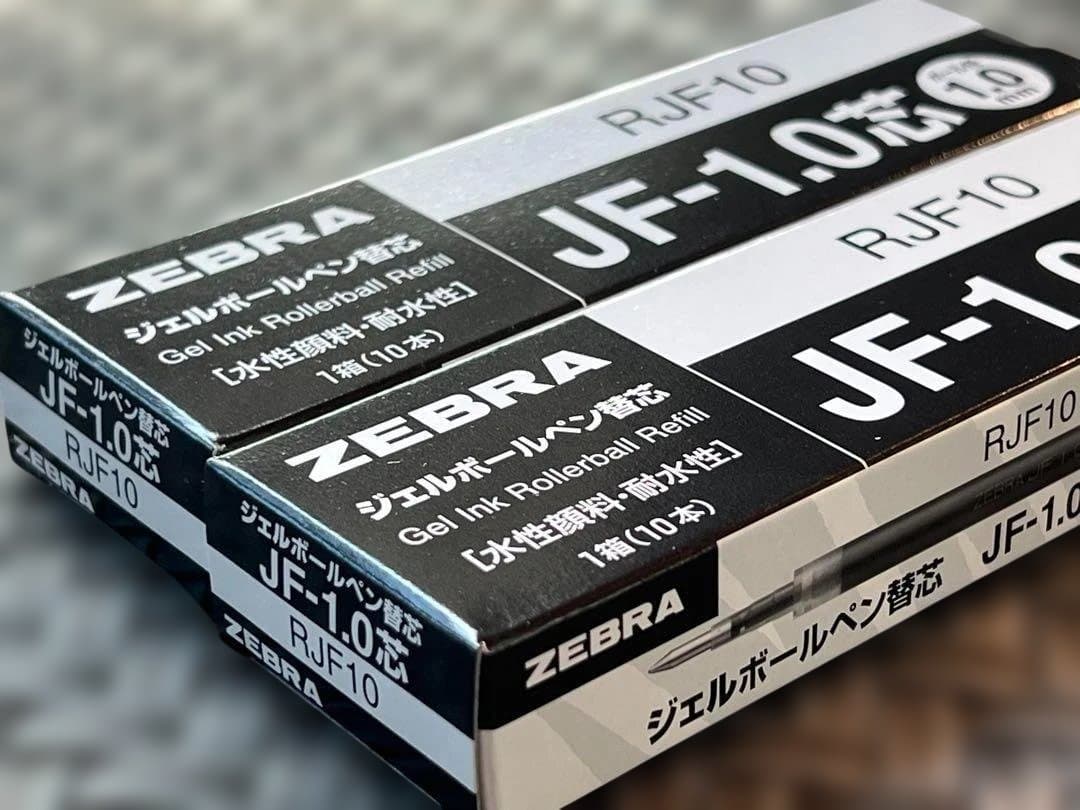 RJF10
JF-1.0芯
1.0
mm
ZEBRA
ジェルボールペン替芯
Gel Ink Rollerball Refill
[水性顔料・耐水性]
1箱(10本)
ジェルボールペン替芯
JF-1.0芯
RJF10
ZEBRA
RJF10
JF-1.0
ZEBRA
ジェルボールペン替芯
Gel Ink Rollerball Refill
[水性顔料・耐水性]
1箱(10本)
ジェルボールペン替芯
JF-1.0芯
RJF10
ZEBRA
RJF10
ZEBRA
ジェルボールペン替芯 JF-1.0